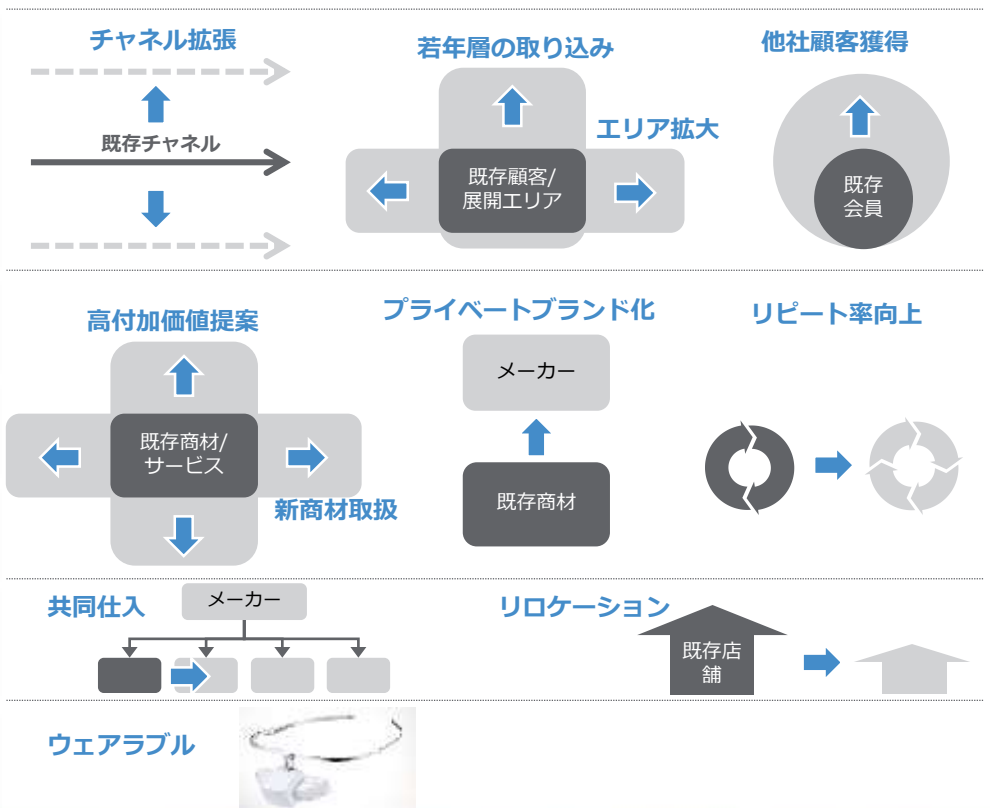 チャネル拡張
若年層の取り込み
他社顧客獲得
既存チャネル
エリア拡大
既存顧客/
展開エリア
既存
会員
高付加価値提案
プライベートブランド化
リピート率向上
メーカー
既存商材/
サービス
既存商材
新商材取扱
共同仕入
メーカー
リロケーション
既存店
舗
ウェアラブル